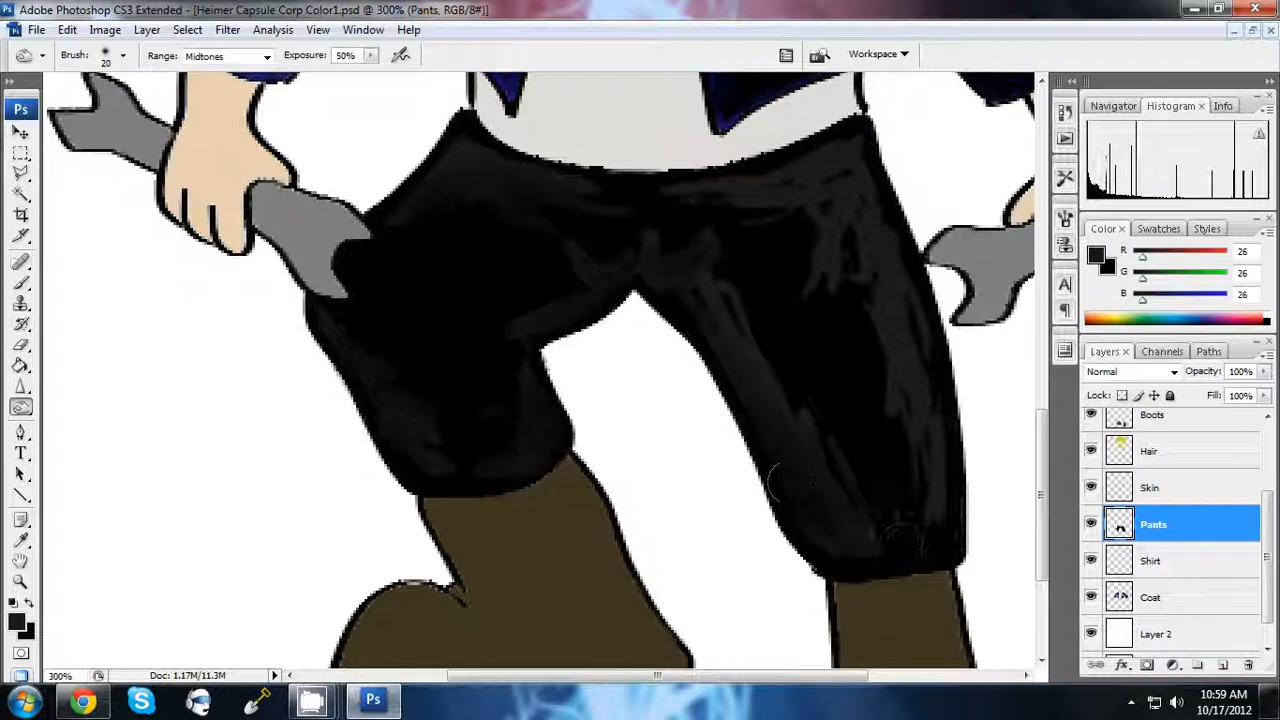 Adobe Photoshop CS3 Extended - [Heimer Capsule Corp Color1.psd @ 300% (Pants, RGB/8#)]
File Edit Image Layer Select Analysis Filter View Window Help
Brush: 20 Range: Midtones Exposure: 50% Workspace
Ps
Navigator Histogram Info
Color Swatches Styles
R 26
G 26
B 26
Layers Channels Paths
Normal Opacity: 100%
Lock: Fill: 100%
Boots
Hair
Skin
Pants
Shirt
Coat
Layer 2
300% Doc: 1.17M/11.3M
Ps
10:59 AM
10/17/2012